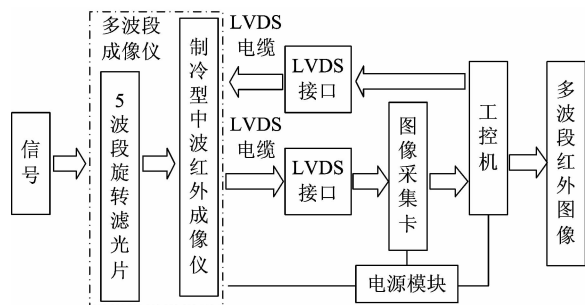 多波段
成像仪
信号
5波段旋转滤光片
制冷型中波红外成像仪
LVDS
电缆
LVDS
接口
LVDS
电缆
LVDS
接口
图像采集卡
工控机
多波段红外图像
电源模块